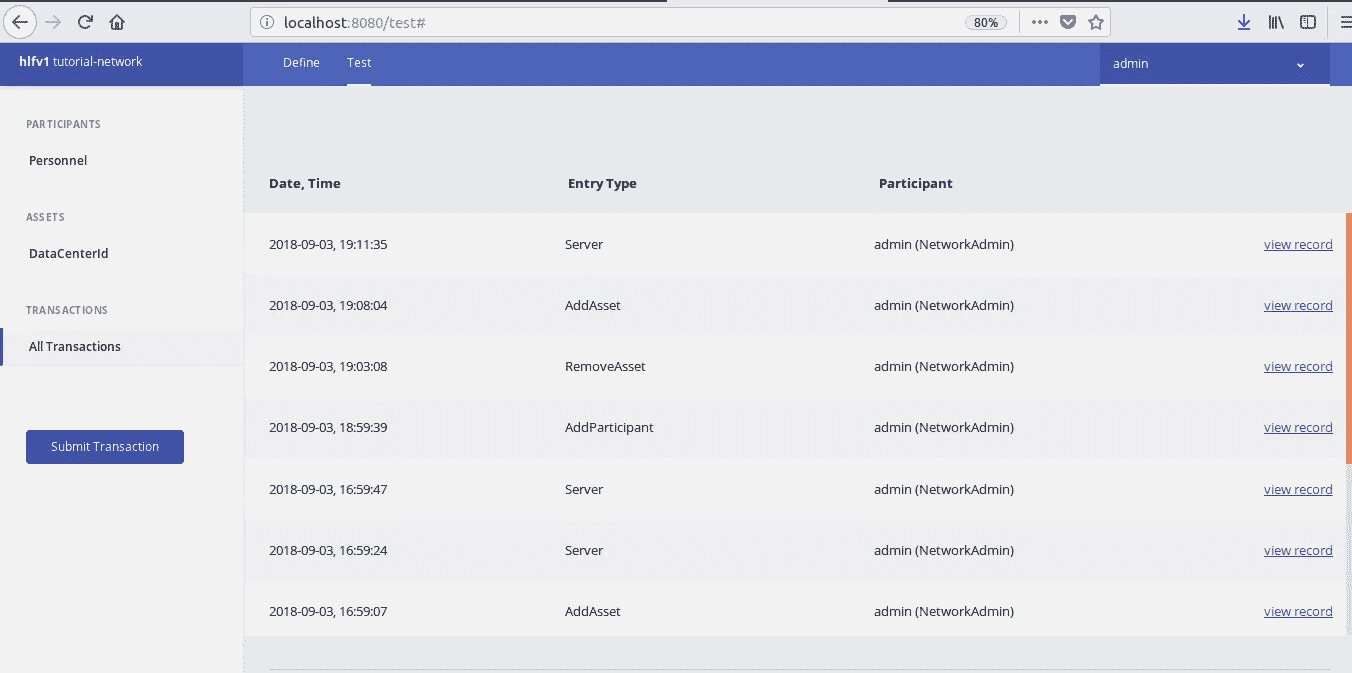 localhost:8080/test#
80%
hlfv1 tutorial-network
Define
Test
admin
PARTICIPANTS
Personnel
ASSETS
DataCenterId
TRANSACTIONS
All Transactions
Submit Transaction
Date, Time Entry Type Participant
2018-09-03, 19:11:35 Server admin (NetworkAdmin) view record
2018-09-03, 19:08:04 AddAsset admin (NetworkAdmin) view record
2018-09-03, 19:03:08 RemoveAsset admin (NetworkAdmin) view record
2018-09-03, 18:59:39 AddParticipant admin (NetworkAdmin) view record
2018-09-03, 16:59:47 Server admin (NetworkAdmin) view record
2018-09-03, 16:59:24 Server admin (NetworkAdmin) view record
2018-09-03, 16:59:07 AddAsset admin (NetworkAdmin) view record